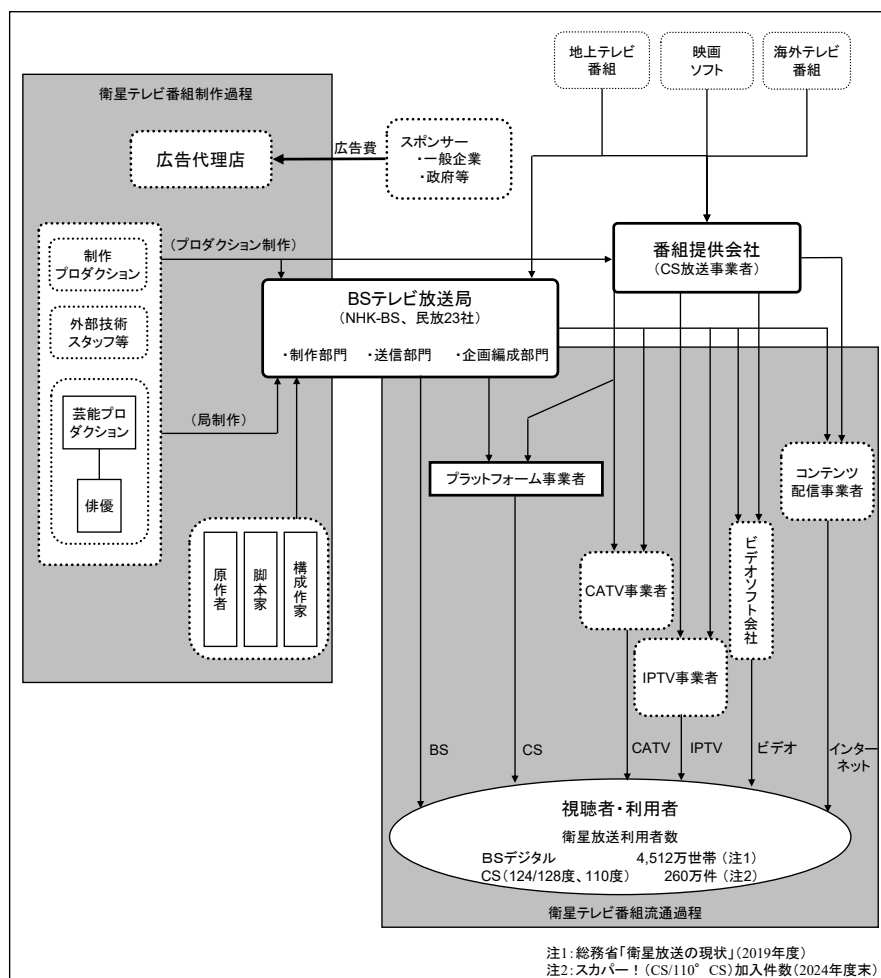 地上テレビ
番組
映画
ソフト
海外テレビ
番組
衛星テレビ番組制作過程
広告代理店
広告費
スポンサー
・一般企業
・政府等
(プロダクション制作)
番組提供会社
(CS放送事業者)
制作
プロダクション
外部技術
スタッフ等
BSテレビ放送局
(NHK-BS、民放23社)
・制作部門 ・送信部門 ・企画編成部門
芸能プロ
ダクション
俳優
(局制作)
プラットフォーム事業者
コンテンツ
配信事業者
原作者
脚本家
構成作家
CATV事業者
ビデオソフト会社
IPTV事業者
BS
CS
CATV
IPTV
ビデオ
インター
ネット
視聴者・利用者
衛星放送利用者数
BSデジタル 4,512万世帯(注1)
CS(124/128度、110度) 260万件(注2)
衛星テレビ番組流通過程
注1:総務省「衛星放送の現状」(2019年度)
注2:スカパー!(CS/110°CS)加入件数(2024年度末)